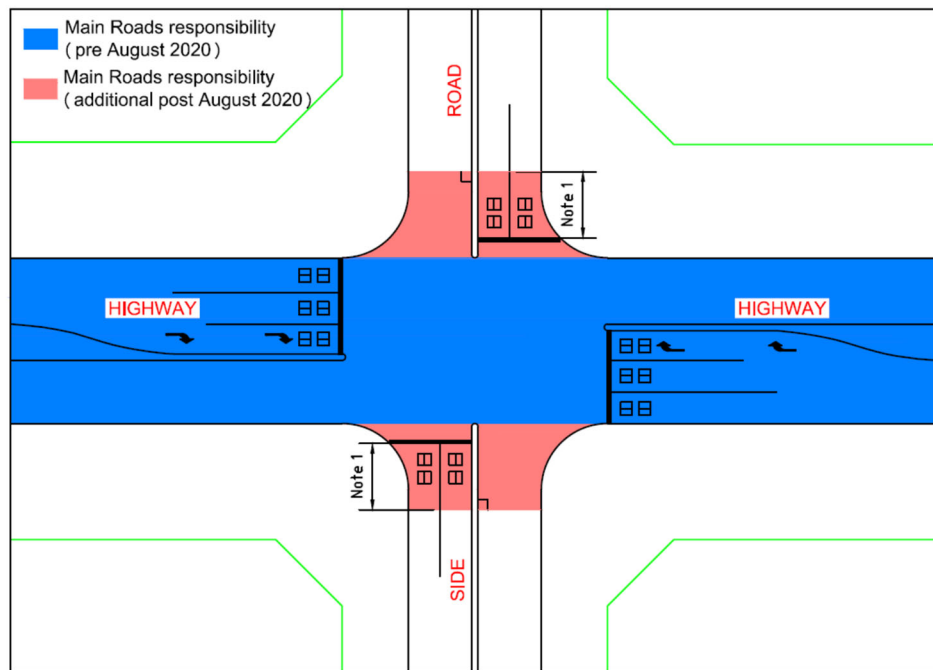 Main Roads responsibility
( pre August 2020)
Main Roads responsibility
( additional post August 2020)
ROAD
Note 1
HIGHWAY
HIGHWAY
Note 1
SIDE